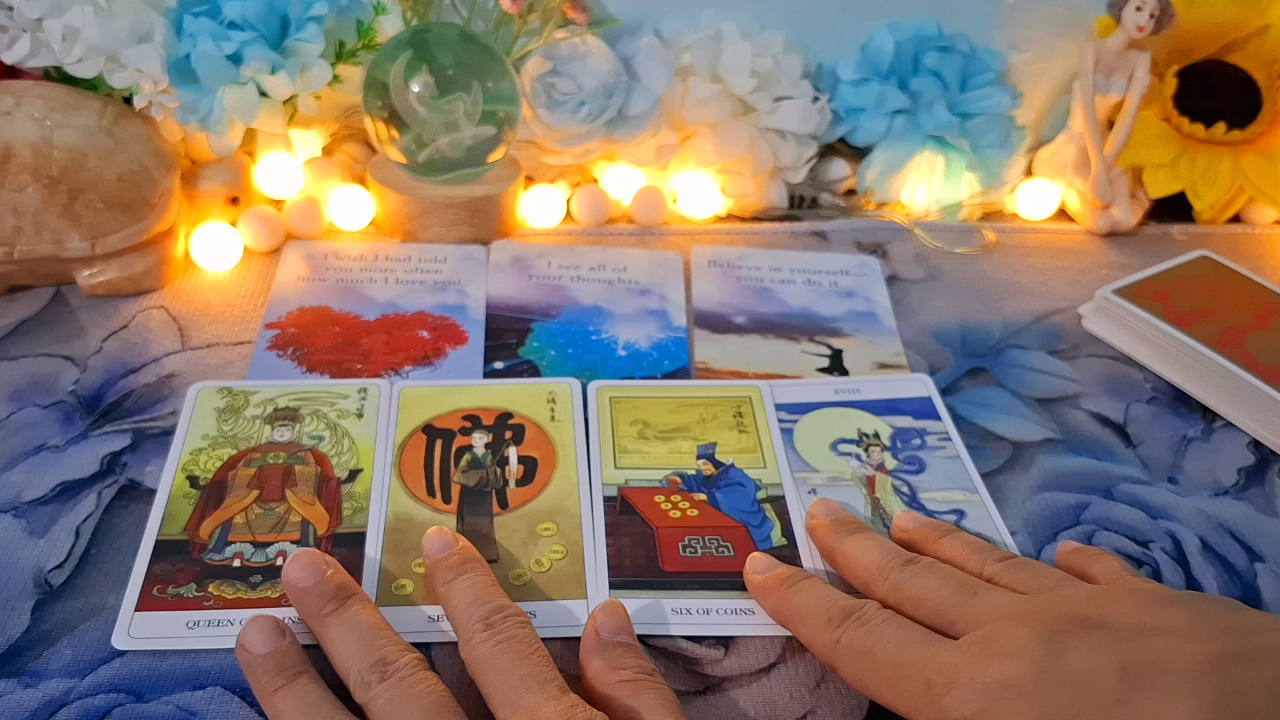 I wish I had told
you more often
how much I love you
I see all of
your thoughts
Believe in yourself...
you can do it
XVIII
佛
QUEEN
SIX OF COINS